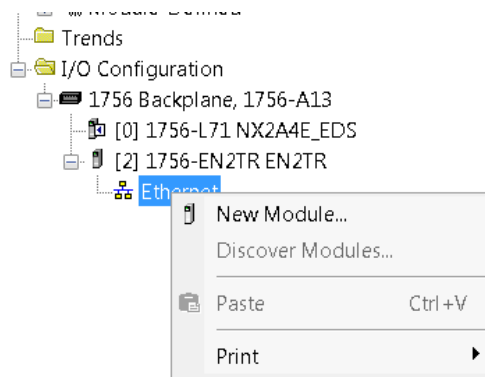 Trends
I/O Configuration
1756 Backplane, 1756-A13
[0] 1756-L71 NX2A4E_EDS
[2] 1756-EN2TR EN2TR
Ethernet
New Module...
Discover Modules...
Paste Ctrl+V
Print